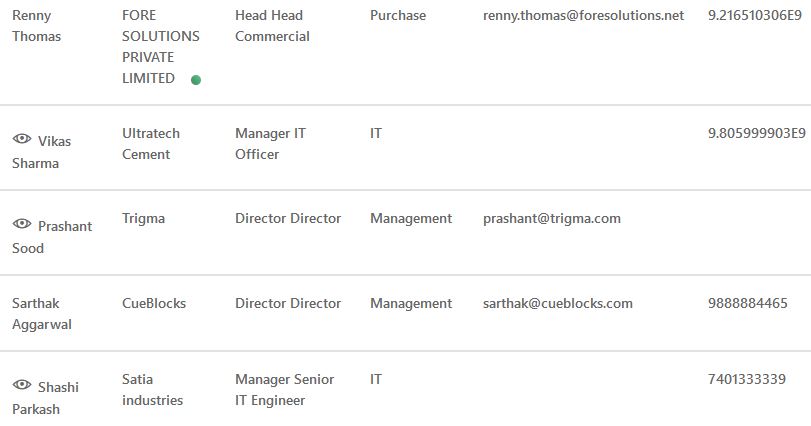 Renny Thomas FORE SOLUTIONS PRIVATE LIMITED Head Head Commercial Purchase renny.thomas@foresolutions.net 9.216510306E9
Vikas Sharma Ultratech Cement Manager IT Officer IT 9.805999903E9
Prashant Sood Trigma Director Director Management prashant@trigma.com
Sarthak Aggarwal CueBlocks Director Director Management sarthak@cueblocks.com 9888884465
Shashi Parkash Satia industries Manager Senior IT Engineer IT 7401333339